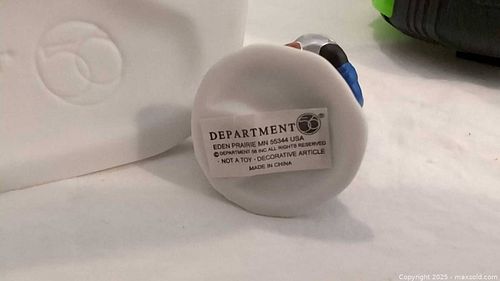 56
DEPARTMENT 56 ®
EDEN PRAIRIE MN 55344 USA
© DEPARTMENT 56 INC ALL RIGHTS RESERVED
· NOT A TOY · DECORATIVE ARTICLE
MADE IN CHINA
Copyright © 2025 - maxsold.com